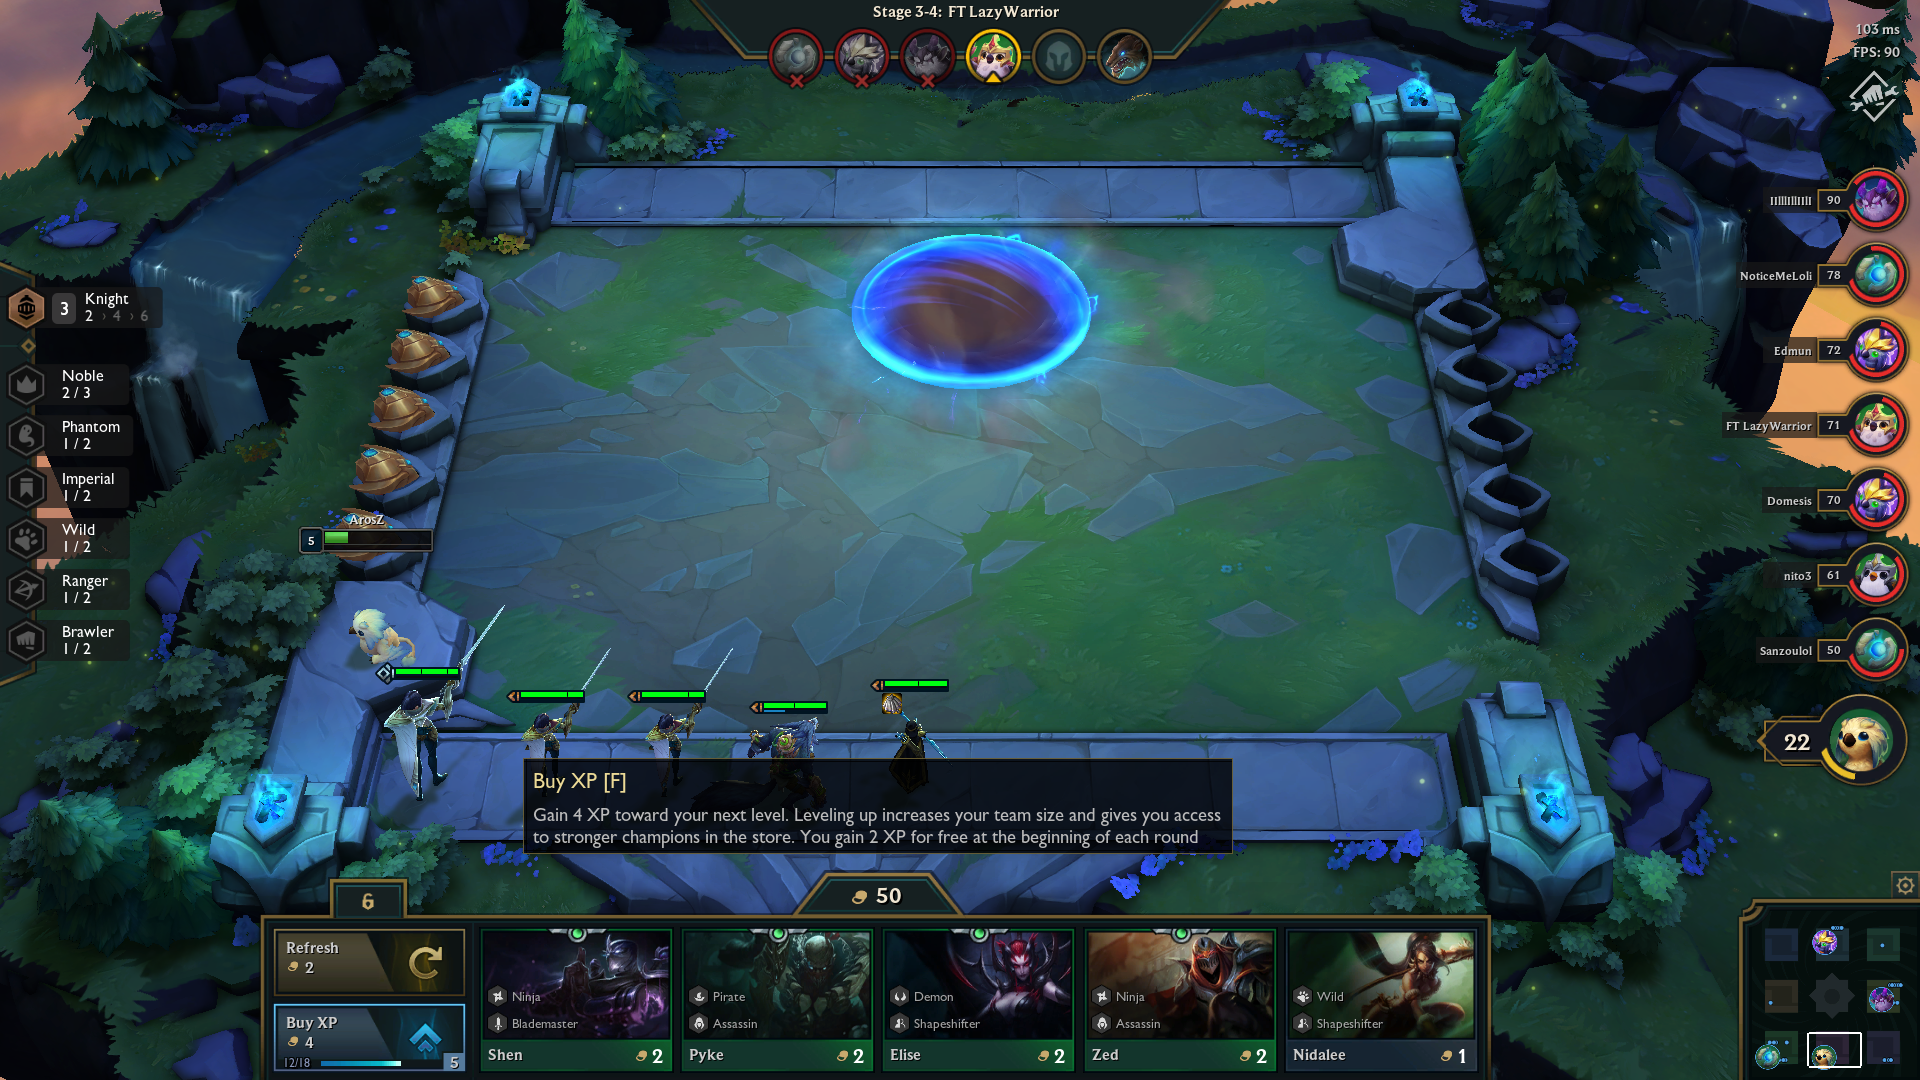 Stage 3-4: FT LazyWarrior
103 ms
FPS: 90
IIlIIIlIIIII 90
NoticeMeLoli 78
Edmun 72
FT LazyWarrior 71
Domesis 70
nito3 61
Sanzoulol 50
22
3 Knight
2 › 4 › 6
Noble
2 / 3
Phantom
1 / 2
Imperial
1 / 2
Wild
1 / 2
Ranger
1 / 2
Brawler
1 / 2
ArosZ
5
Buy XP [F]
Gain 4 XP toward your next level. Leveling up increases your team size and gives you access
to stronger champions in the store. You gain 2 XP for free at the beginning of each round
6
50
Refresh
2
Buy XP
4
12/18
5
Ninja
Blademaster
Shen 2
Pirate
Assassin
Pyke 2
Demon
Shapeshifter
Elise 2
Ninja
Assassin
Zed 2
Wild
Shapeshifter
Nidalee 1